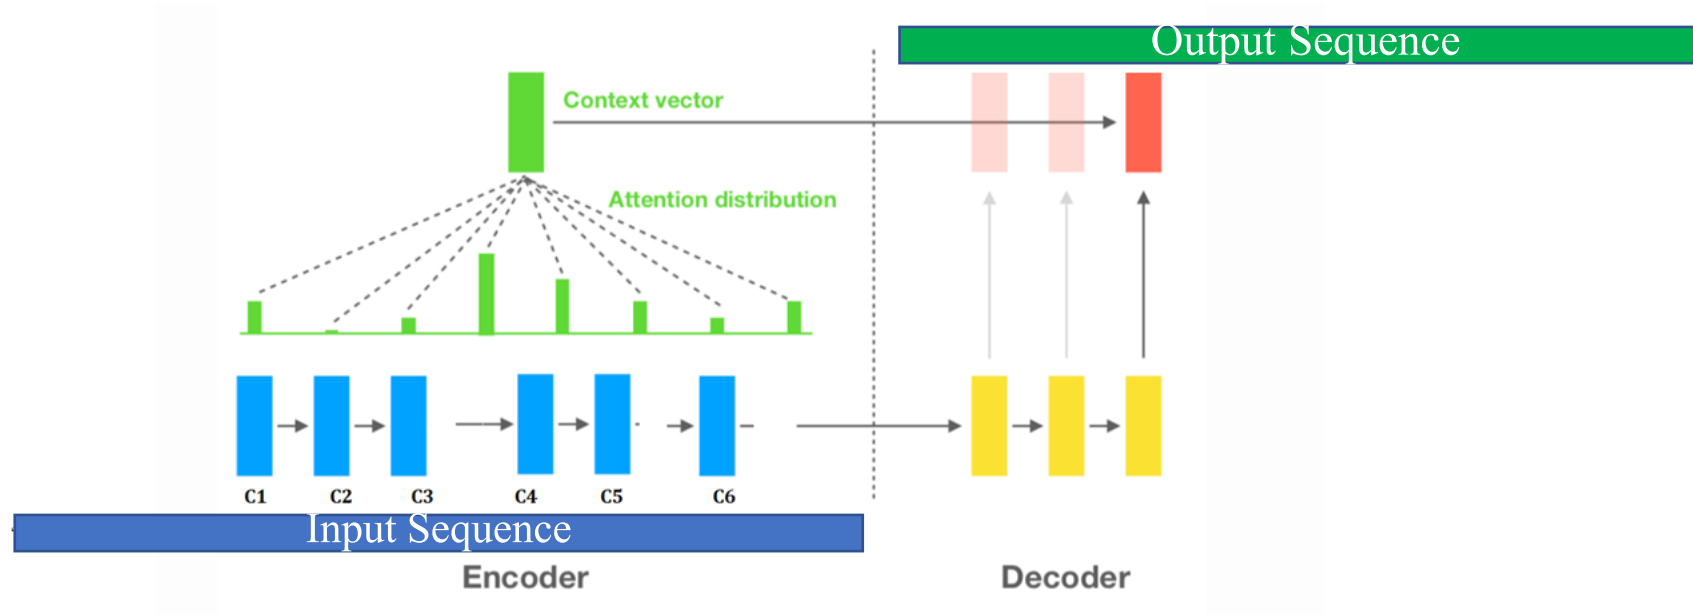 Output Sequence
Context vector
Attention distribution
C1 C2 C3 C4 C5 C6
Input Sequence
Encoder Decoder